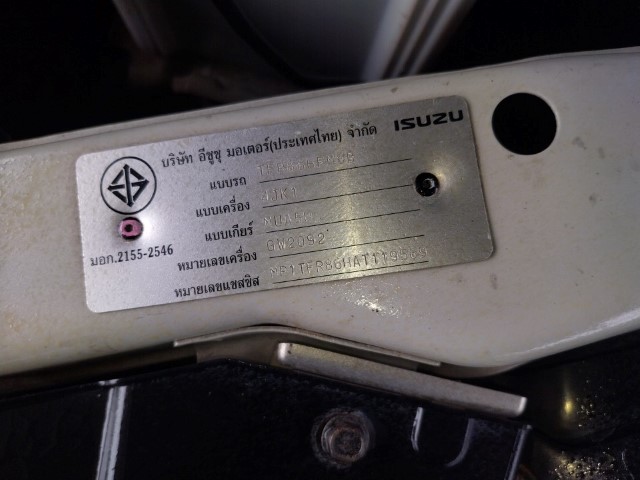 ISUZU
บริษัท อีซูซุ มอเตอร์(ประเทศไทย) จำกัด
แบบรถ
แบบเครื่อง 4JK1
แบบเกียร์
หมายเลขเครื่อง GW2092
หมายเลขแชสซิส
มอก.2155-2546